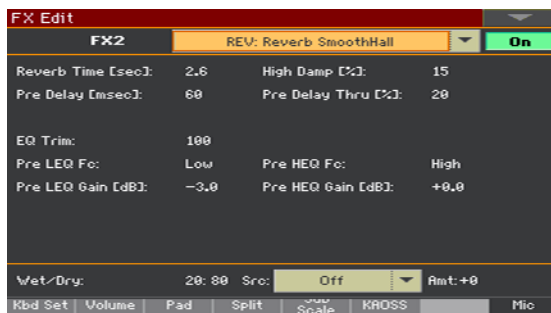 FX Edit
FX2 REV: Reverb SmoothHall On
Reverb Time [sec]: 2.6 High Damp [%]: 15
Pre Delay [msec]: 60 Pre Delay Thru [%]: 20
EQ Trim: 100
Pre LEQ Fc: Low Pre HEQ Fc: High
Pre LEQ Gain [dB]: -3.0 Pre HEQ Gain [dB]: +0.0
Wet/Dry: 20:80 Src: Off Amt:+0
Kbd Set Volume Pad Split Sub Scale KAOSS Mic